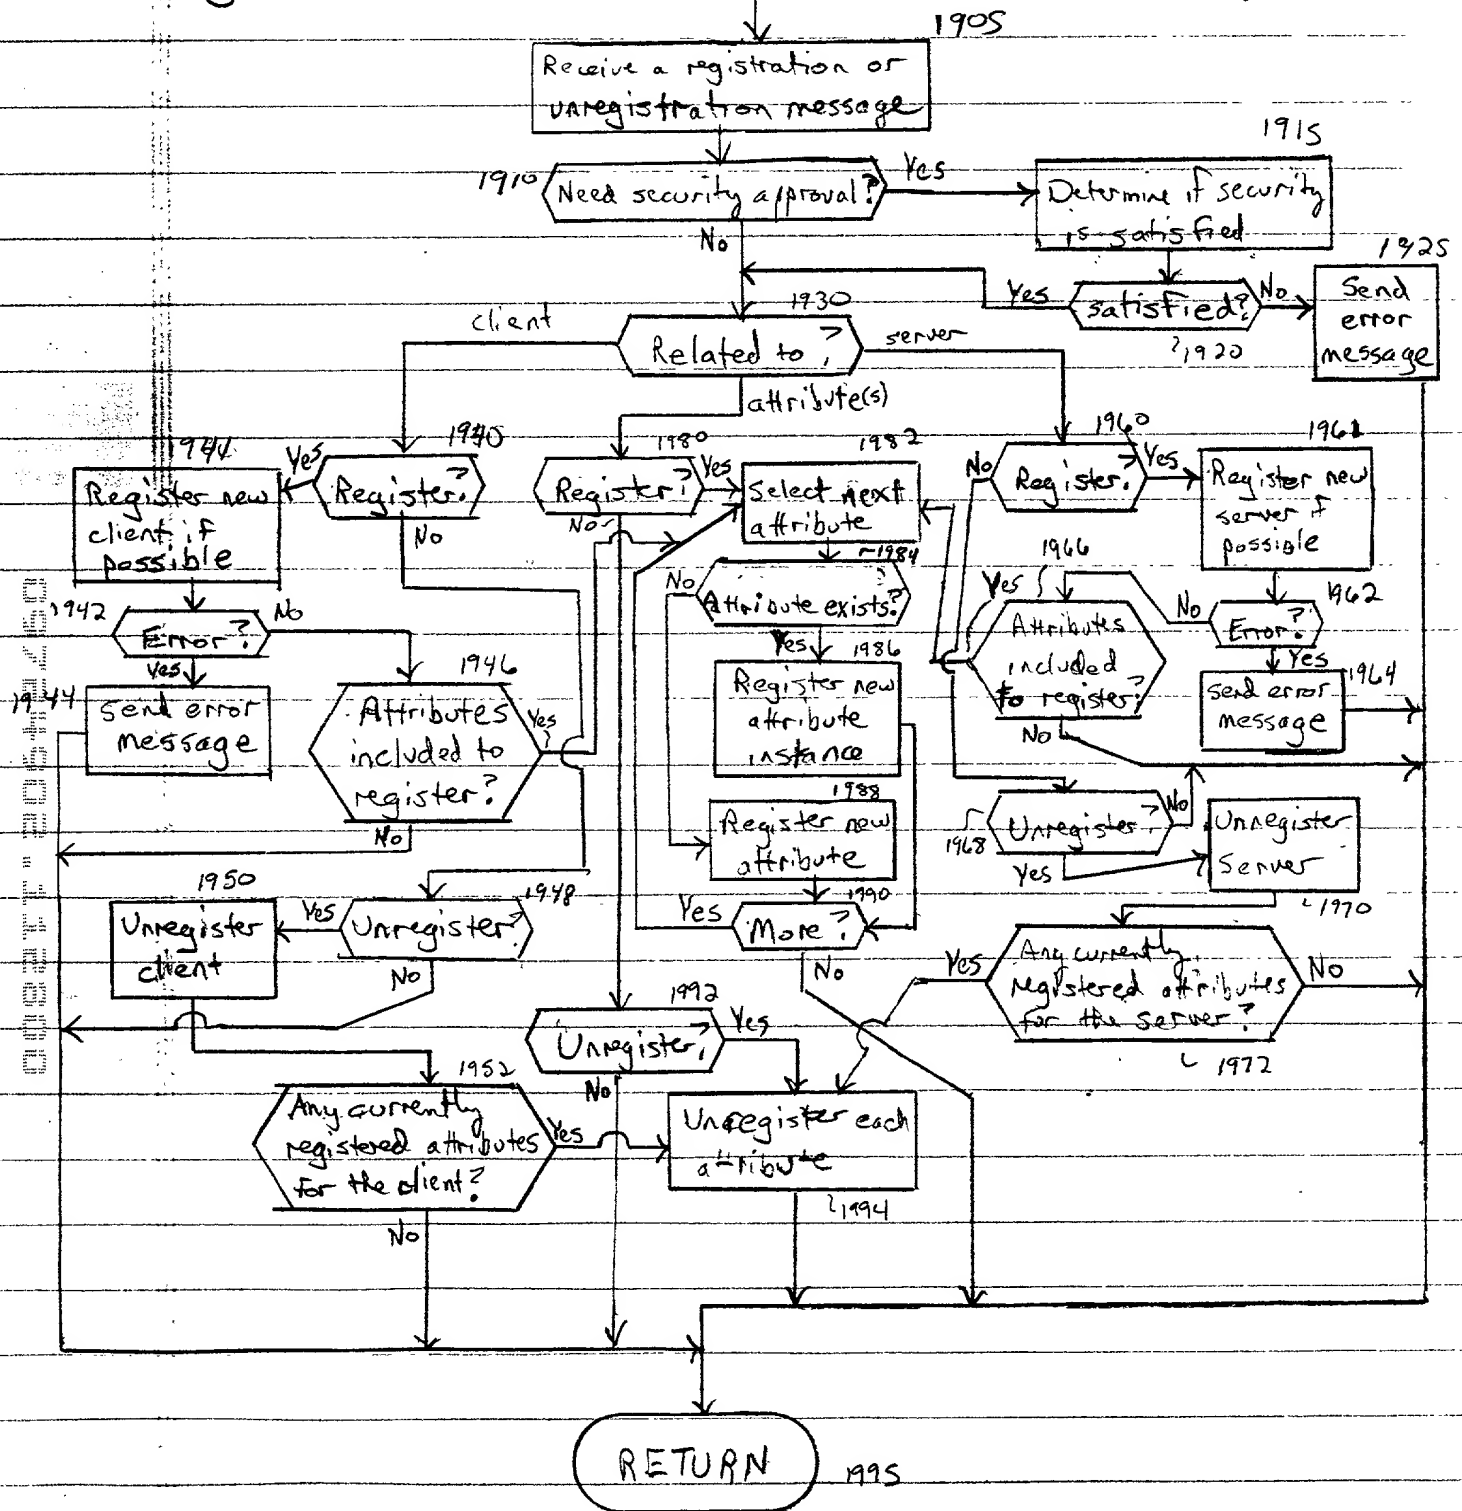 1905
Receive a registration or
unregistration message
1910
Need security approval?
Yes
1915
Determine if security
is satisfied
No
1925
Send
error
message
Yes
satisfied?
No
1920
1930
client
Related to?
server
attribute(s)
1944
Register new
client if
possible
Yes
1940
Register?
No
1980
Register?
Yes
No
1982
Select next
attribute
No
1960
Register?
Yes
1961
Register new
server if
possible
1984
No
Attribute exists?
Yes
1966
Yes
Attributes
included
to register?
No
No
1962
Error?
Yes
1942
Error?
No
Yes
1944
Send error
message
1946
Attributes
included to
register?
Yes
No
1986
Register new
attribute
instance
1964
send error
message
1988
Register new
attribute
1968
Unregister?
No
Yes
Unregister
Server
1970
1950
Unregister
client
Yes
1948
Unregister?
No
1990
Yes
More?
No
Yes
Any currently
registered attributes
for the server?
No
1972
1992
Unregister?
Yes
No
1952
Any currently
registered attributes
for the client?
Yes
No
Unregister each
attribute
1994
RETURN
1995